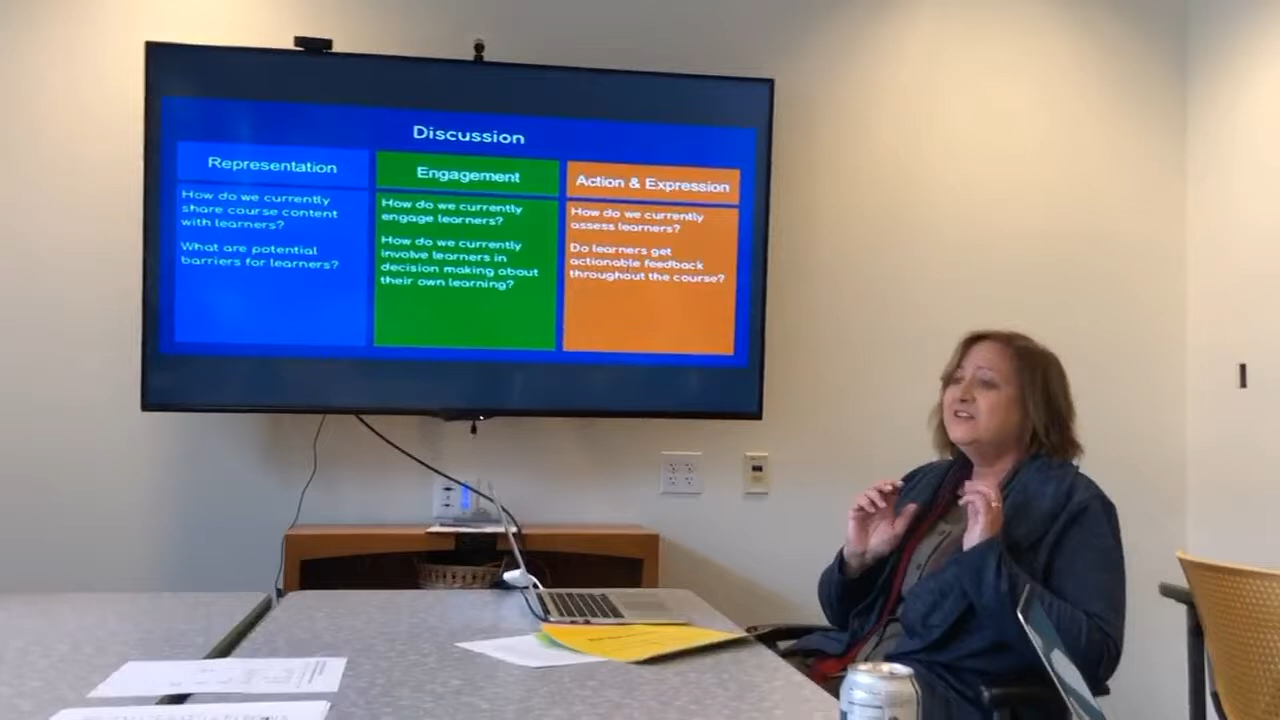 Discussion
Representation
How do we currently
share course content
with learners?
What are potential
barriers for learners?
Engagement
How do we currently
engage learners?
How do we currently
involve learners in
decision making about
their own learning?
Action & Expression
How do we currently
assess learners?
Do learners get
actionable feedback
throughout the course?